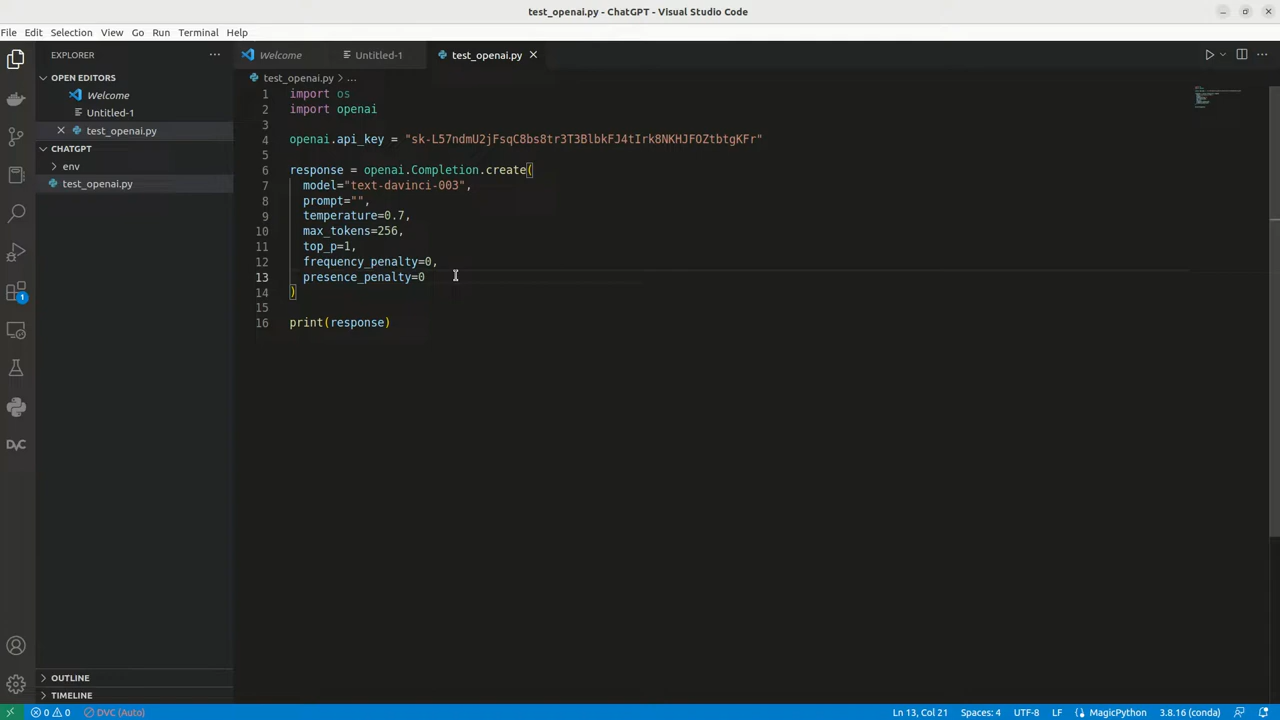 test_openai.py - ChatGPT - Visual Studio Code
File Edit Selection View Go Run Terminal Help
EXPLORER
OPEN EDITORS
Welcome
Untitled-1
test_openai.py
CHATGPT
env
test_openai.py
OUTLINE
TIMELINE
Welcome Untitled-1 test_openai.py
test_openai.py > ...
1 import os
2 import openai
3
4 openai.api_key = "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"
5
6 response = openai.Completion.create(
7 model="text-davinci-003",
8 prompt="",
9 temperature=0.7,
10 max_tokens=256,
11 top_p=1,
12 frequency_penalty=0,
13 presence_penalty=0
14 )
15
16 print(response)
1
DVC
0 0 DVC (Auto) Ln 13, Col 21 Spaces: 4 UTF-8 LF MagicPython 3.8.16 (conda)